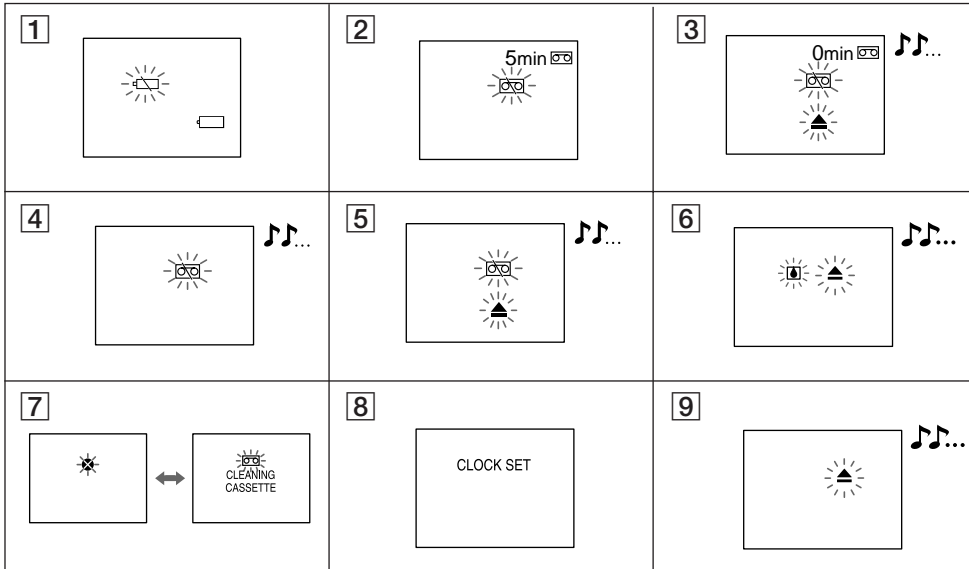 1
2
5min
3
0min
♪♪...
4
♪♪...
5
♪♪...
6
♪♪...
7
CLEANING
CASSETTE
8
CLOCK SET
9
♪♪...